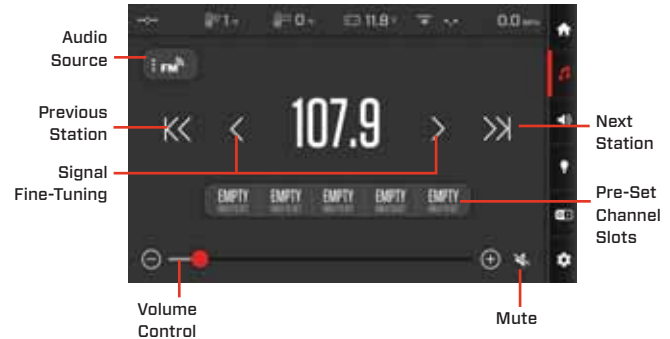 11.8
0.0
Audio
Source
FM
Previous
Station
107.9
Next
Station
Signal
Fine-Tuning
EMPTY EMPTY EMPTY EMPTY EMPTY
Pre-Set
Channel
Slots
Volume
Control
Mute